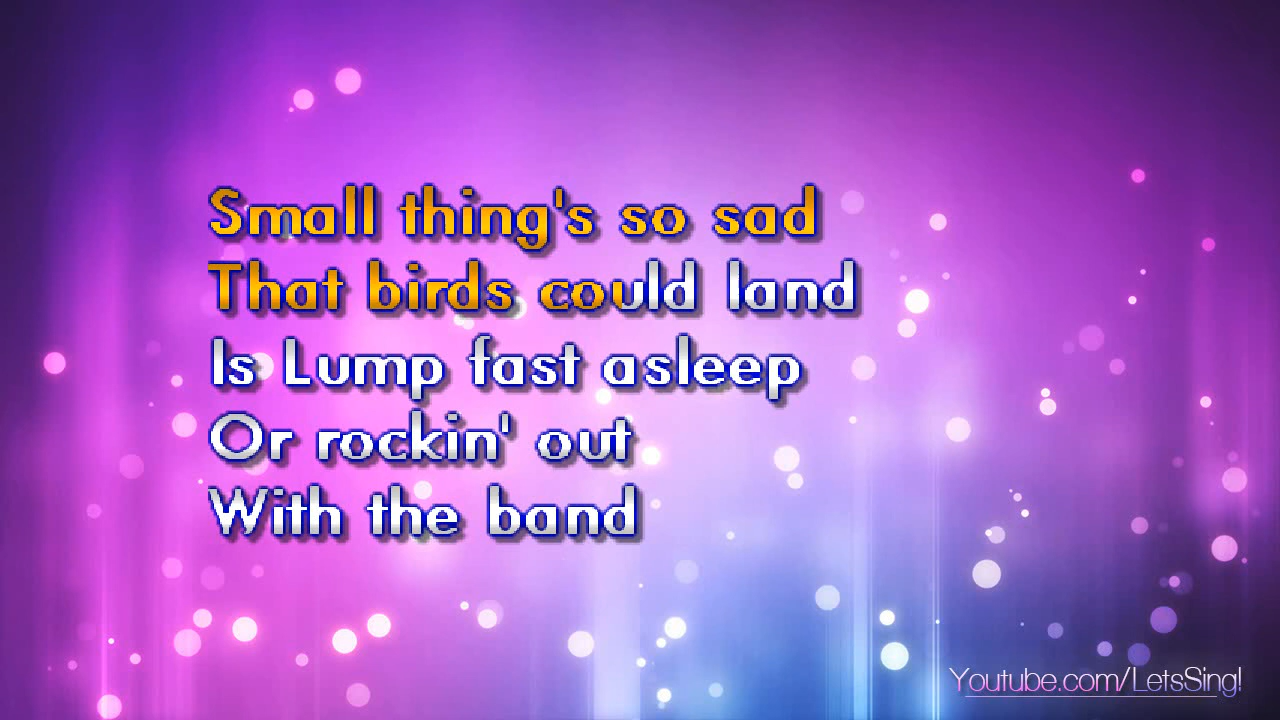 Small thing's so sad
That birds could land
Is Lump fast asleep
Or rockin' out
With the band
Youtube.com/LetsSing!